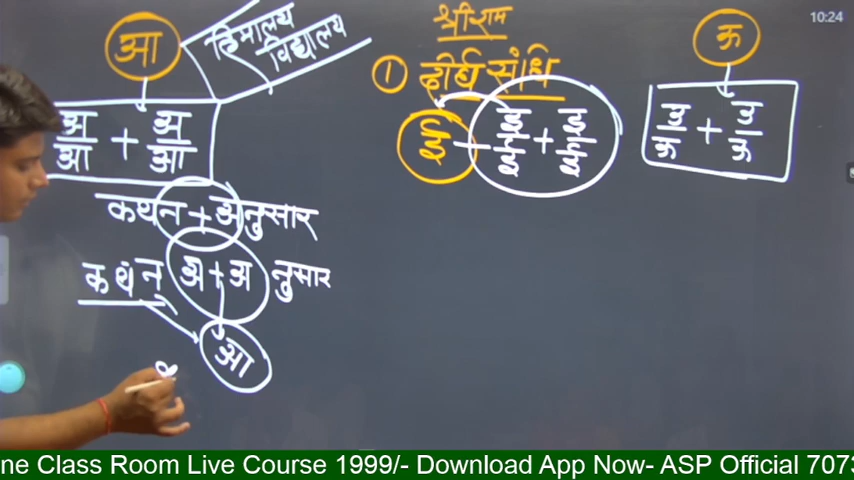 10:24
श्रीराम
हिमालय
विद्यालय
① दीर्घ संधि
आ
अ/आ + अ/आ
ई
इ/ई + इ/ई
ऊ
उ/ऊ + उ/ऊ
कथन + अनुसार
कथन् अ + अ नुसार
आ
ne Class Room Live Course 1999/- Download App Now- ASP Official 7073